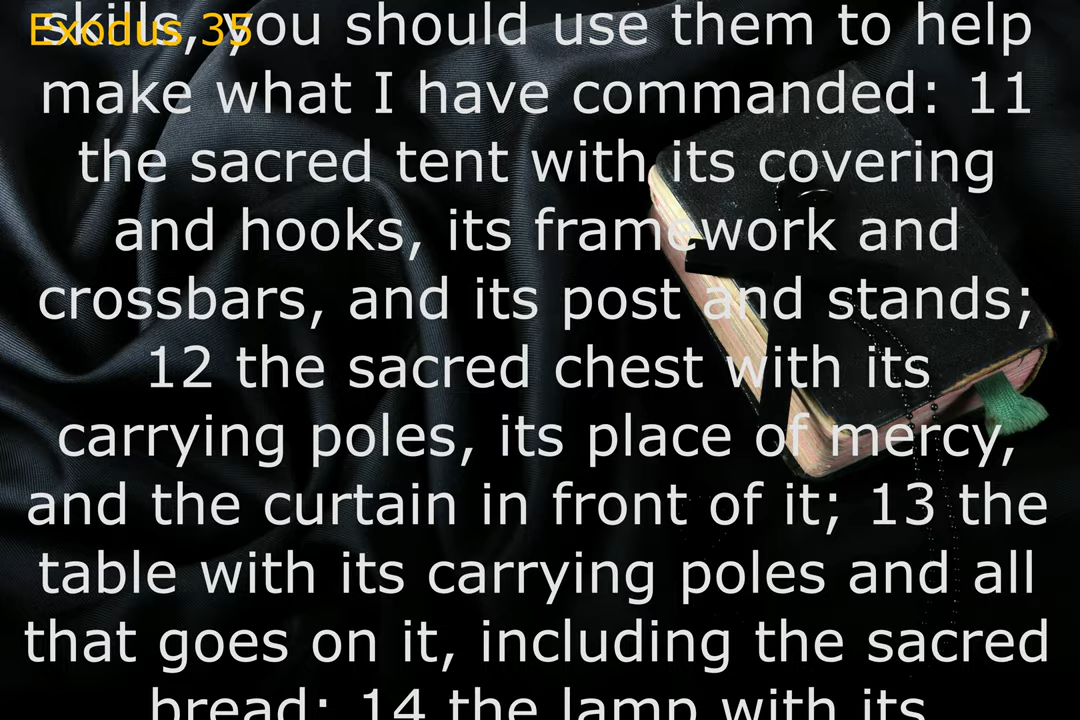 Exodus 35
skills, you should use them to help
make what I have commanded: 11
the sacred tent with its covering
and hooks, its framework and
crossbars, and its post and stands;
12 the sacred chest with its
carrying poles, its place of mercy,
and the curtain in front of it; 13 the
table with its carrying poles and all
that goes on it, including the sacred
bread; 14 the lamp with its